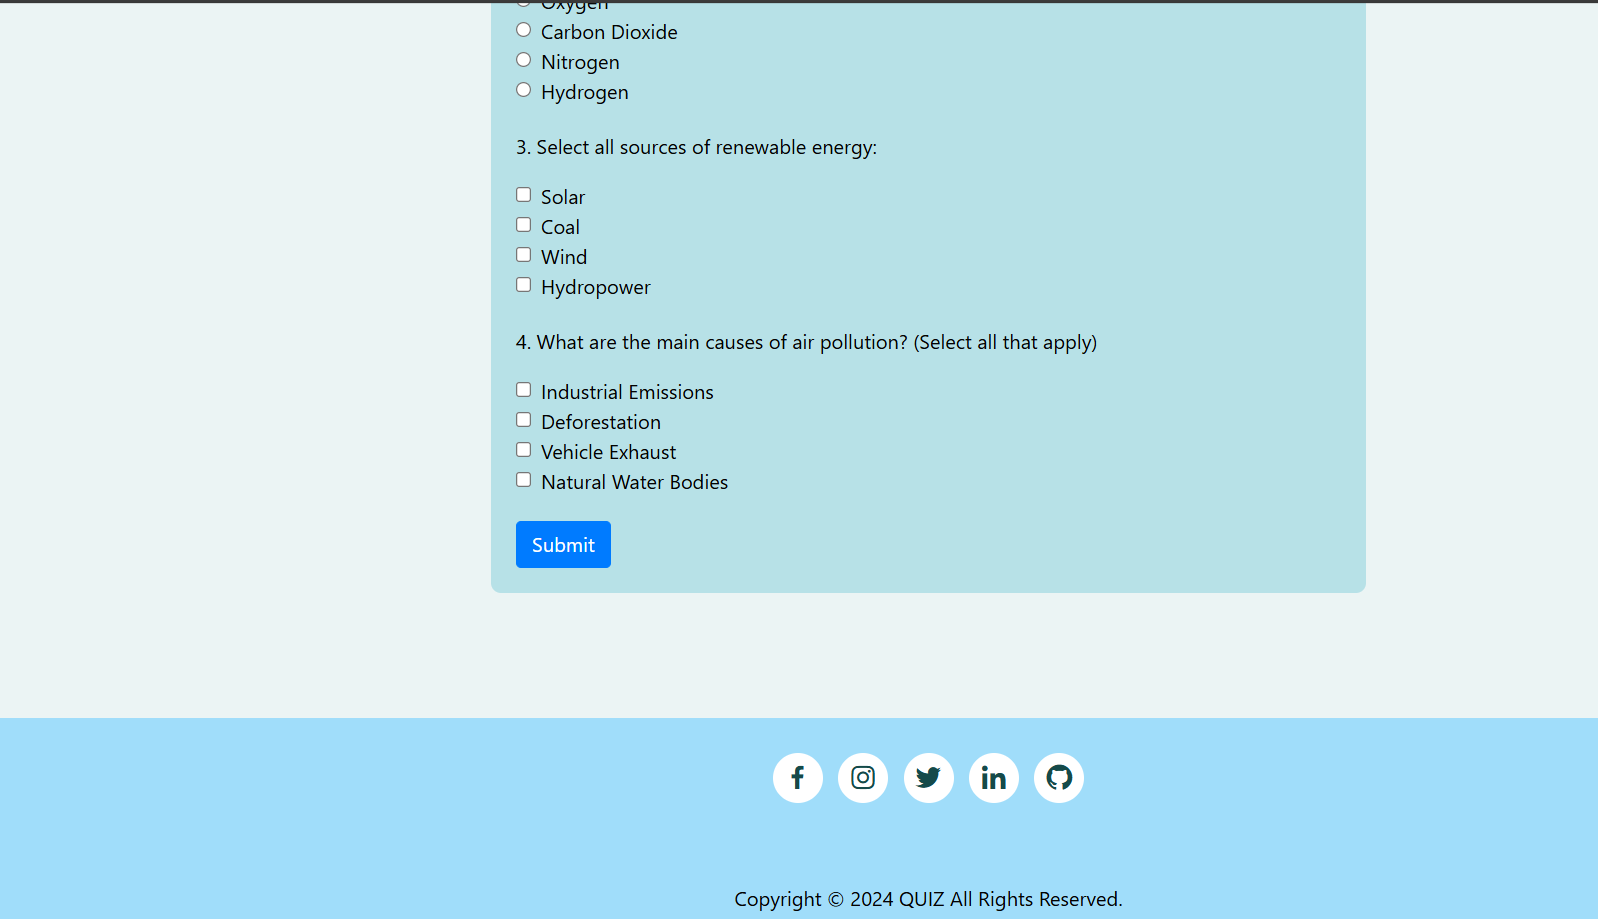 Oxygen
Carbon Dioxide
Nitrogen
Hydrogen
3. Select all sources of renewable energy:
Solar
Coal
Wind
Hydropower
4. What are the main causes of air pollution? (Select all that apply)
Industrial Emissions
Deforestation
Vehicle Exhaust
Natural Water Bodies
Submit
Copyright © 2024 QUIZ All Rights Reserved.